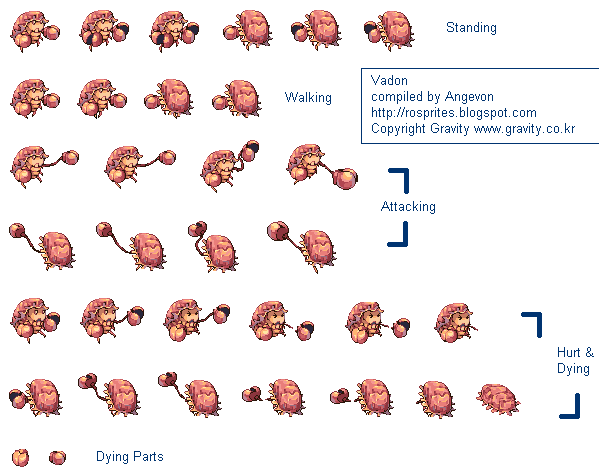 Standing
Walking
Vadon
compiled by Angevon
http://rosprites.blogspot.com
Copyright Gravity www.gravity.co.kr
Attacking
Hurt &
Dying
Dying Parts